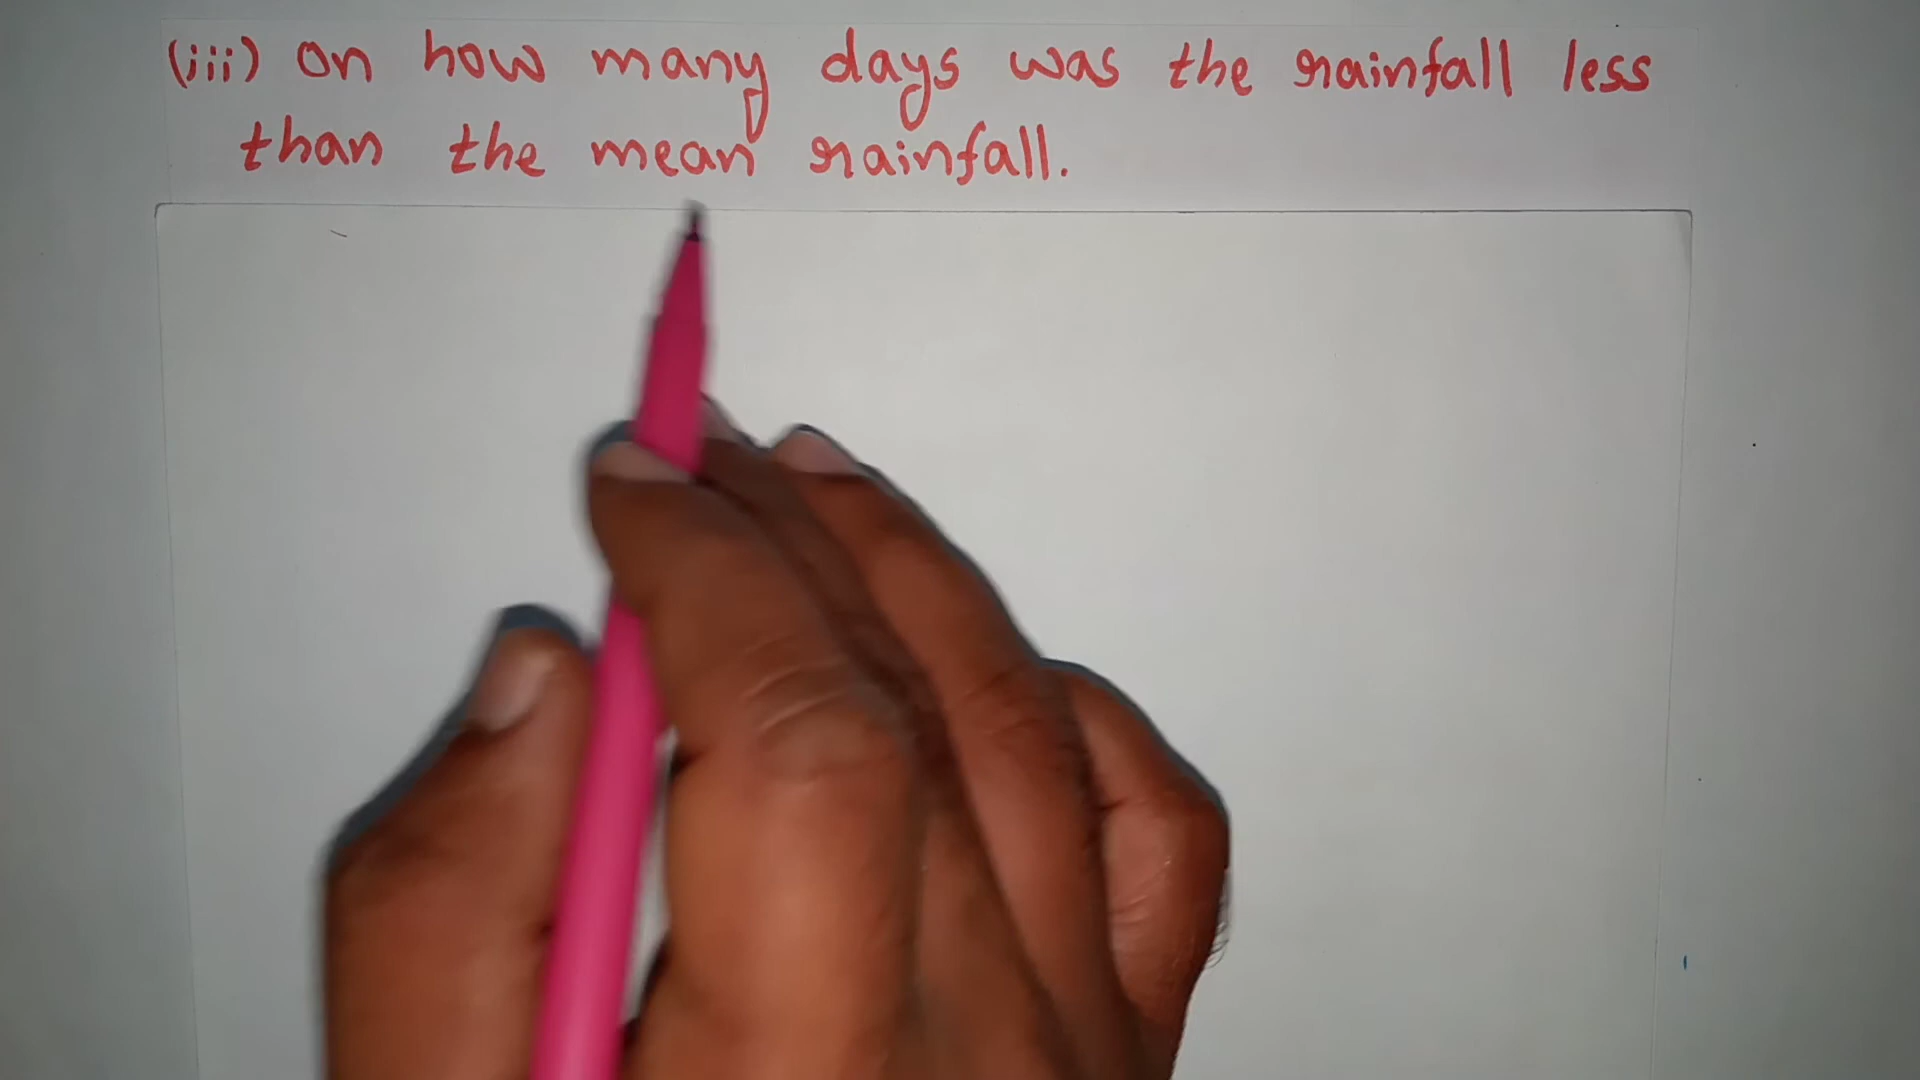 (iii) On how many days was the rainfall less
than the mean rainfall.